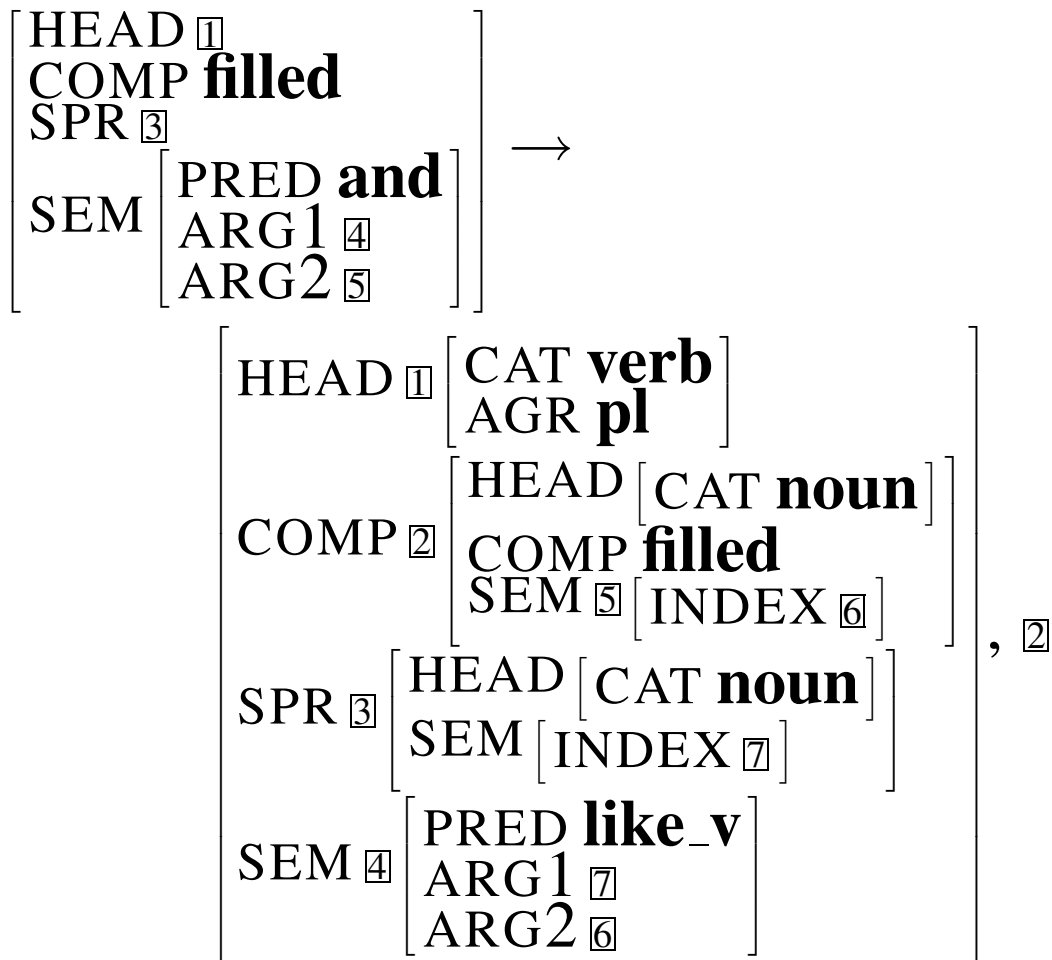 HEAD 1
COMP filled
SPR 3
SEM [PRED and
ARG1 4
ARG2 5] →
HEAD 1 [CAT verb
AGR pl]
COMP 2 [HEAD [CAT noun]
COMP filled
SEM 5 [INDEX 6]], 2
SPR 3 [HEAD [CAT noun]
SEM [INDEX 7]]
SEM 4 [PRED like_v
ARG1 7
ARG2 6]